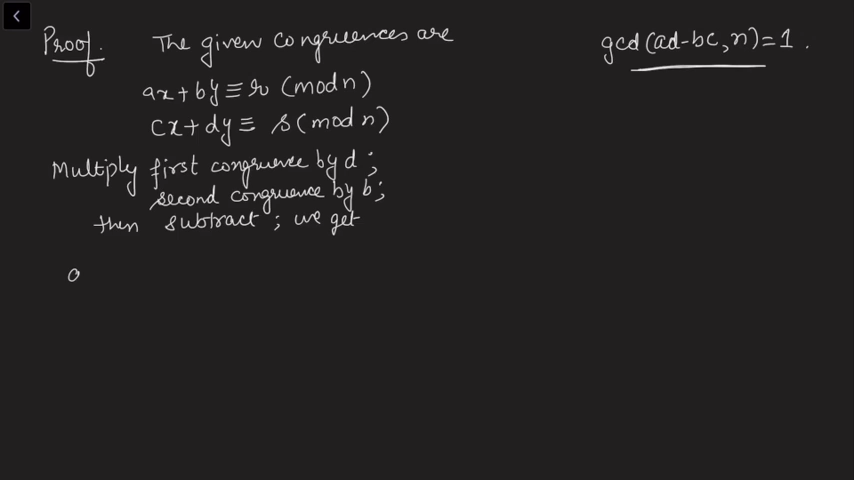 Proof. The given congruences are
gcd(ad-bc, n)=1.
ax+by≡r (mod n)
cx+dy≡ s(mod n)
Multiply first congruence by d;
second congruence by b;
then subtract; we get
a